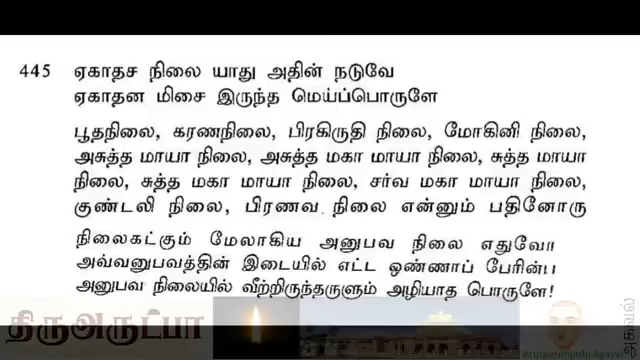 445 ஏகாதச நிலை யாது அதின் நடுவே
ஏகாதன மிசை இருந்த மெய்ப்பொருளே
பூதநிலை, கரணநிலை, பிரகிருதி நிலை, மோகினி நிலை,
அசுத்த மாயா நிலை, அசுத்த மகா மாயா நிலை, சுத்த மாயா
நிலை, சுத்த மகா மாயா நிலை, சர்வ மகா மாயா நிலை,
குண்டலி நிலை, பிரணவ நிலை என்னும் பதினோரு
நிலைகட்கும் மேலாகிய அனுபவ நிலை எதுவோ
அவ்வனுபவத்தின் இடையில் எட்ட ஒண்ணாப் பேரின்ப
அனுபவ நிலையில் வீற்றிருந்தருளும் அழியாத பொருளே!
திருஅருட்பா
அகவல்